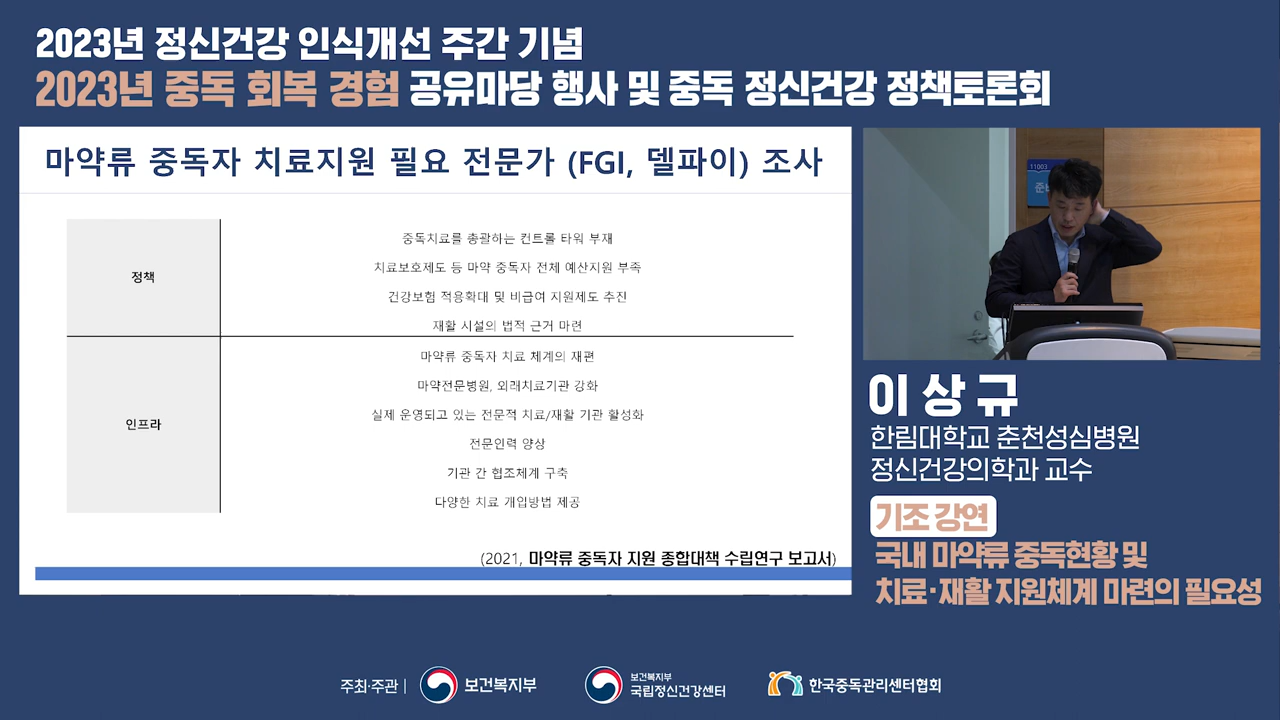 2023년 정신건강 인식개선 주간 기념
2023년 중독 회복 경험 공유마당 행사 및 중독 정신건강 정책토론회
마약류 중독자 치료지원 필요 전문가 (FGI, 델파이) 조사
정책
중독치료를 총괄하는 컨트롤 타워 부재
치료보호제도 등 마약 중독자 전체 예산지원 부족
건강보험 적용확대 및 비급여 지원제도 추진
재활 시설의 법적 근거 마련
인프라
마약류 중독자 치료 체계의 재편
마약전문병원, 외래치료기관 강화
실제 운영되고 있는 전문적 치료/재활 기관 활성화
전문인력 양상
기관 간 협조체계 구축
다양한 치료 개입방법 제공
(2021, 마약류 중독자 지원 종합대책 수립연구 보고서)
11003
이상규
한림대학교 춘천성심병원
정신건강의학과 교수
기조 강연
국내 마약류 중독현황 및
치료·재활 지원체계 마련의 필요성
주최·주관 |
보건복지부
보건복지부
국립정신건강센터
한국중독관리센터협회